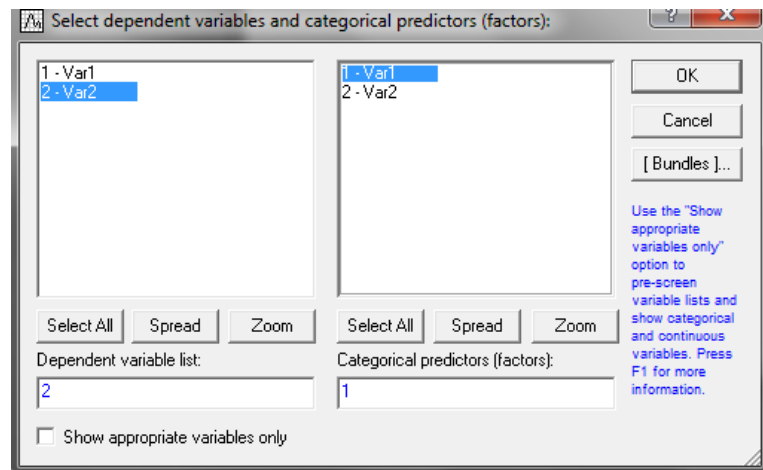 Select dependent variables and categorical predictors (factors):
? X
1 - Var1
2 - Var2
1 - Var1
2 - Var2
OK
Cancel
[ Bundles ]...
Use the "Show
appropriate
variables only"
option to
pre-screen
variable lists and
show categorical
and continuous
variables. Press
F1 for more
information.
Select All Spread Zoom
Select All Spread Zoom
Dependent variable list:
Categorical predictors (factors):
2
1
Show appropriate variables only